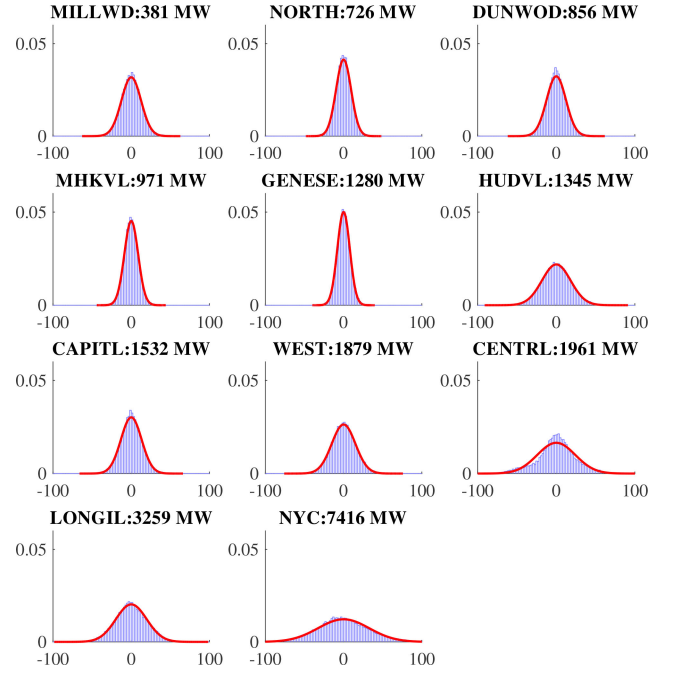 MILLWD:381 MW NORTH:726 MW DUNWOD:856 MW
0.05 0.05 0.05
0 0 0
-100 0 100 -100 0 100 -100 0 100
MHKVL:971 MW GENESE:1280 MW HUDVL:1345 MW
0.05 0.05 0.05
0 0 0
-100 0 100 -100 0 100 -100 0 100
CAPITL:1532 MW WEST:1879 MW CENTRL:1961 MW
0.05 0.05 0.05
0 0 0
-100 0 100 -100 0 100 -100 0 100
LONGIL:3259 MW NYC:7416 MW
0.05 0.05
0 0
-100 0 100 -100 0 100